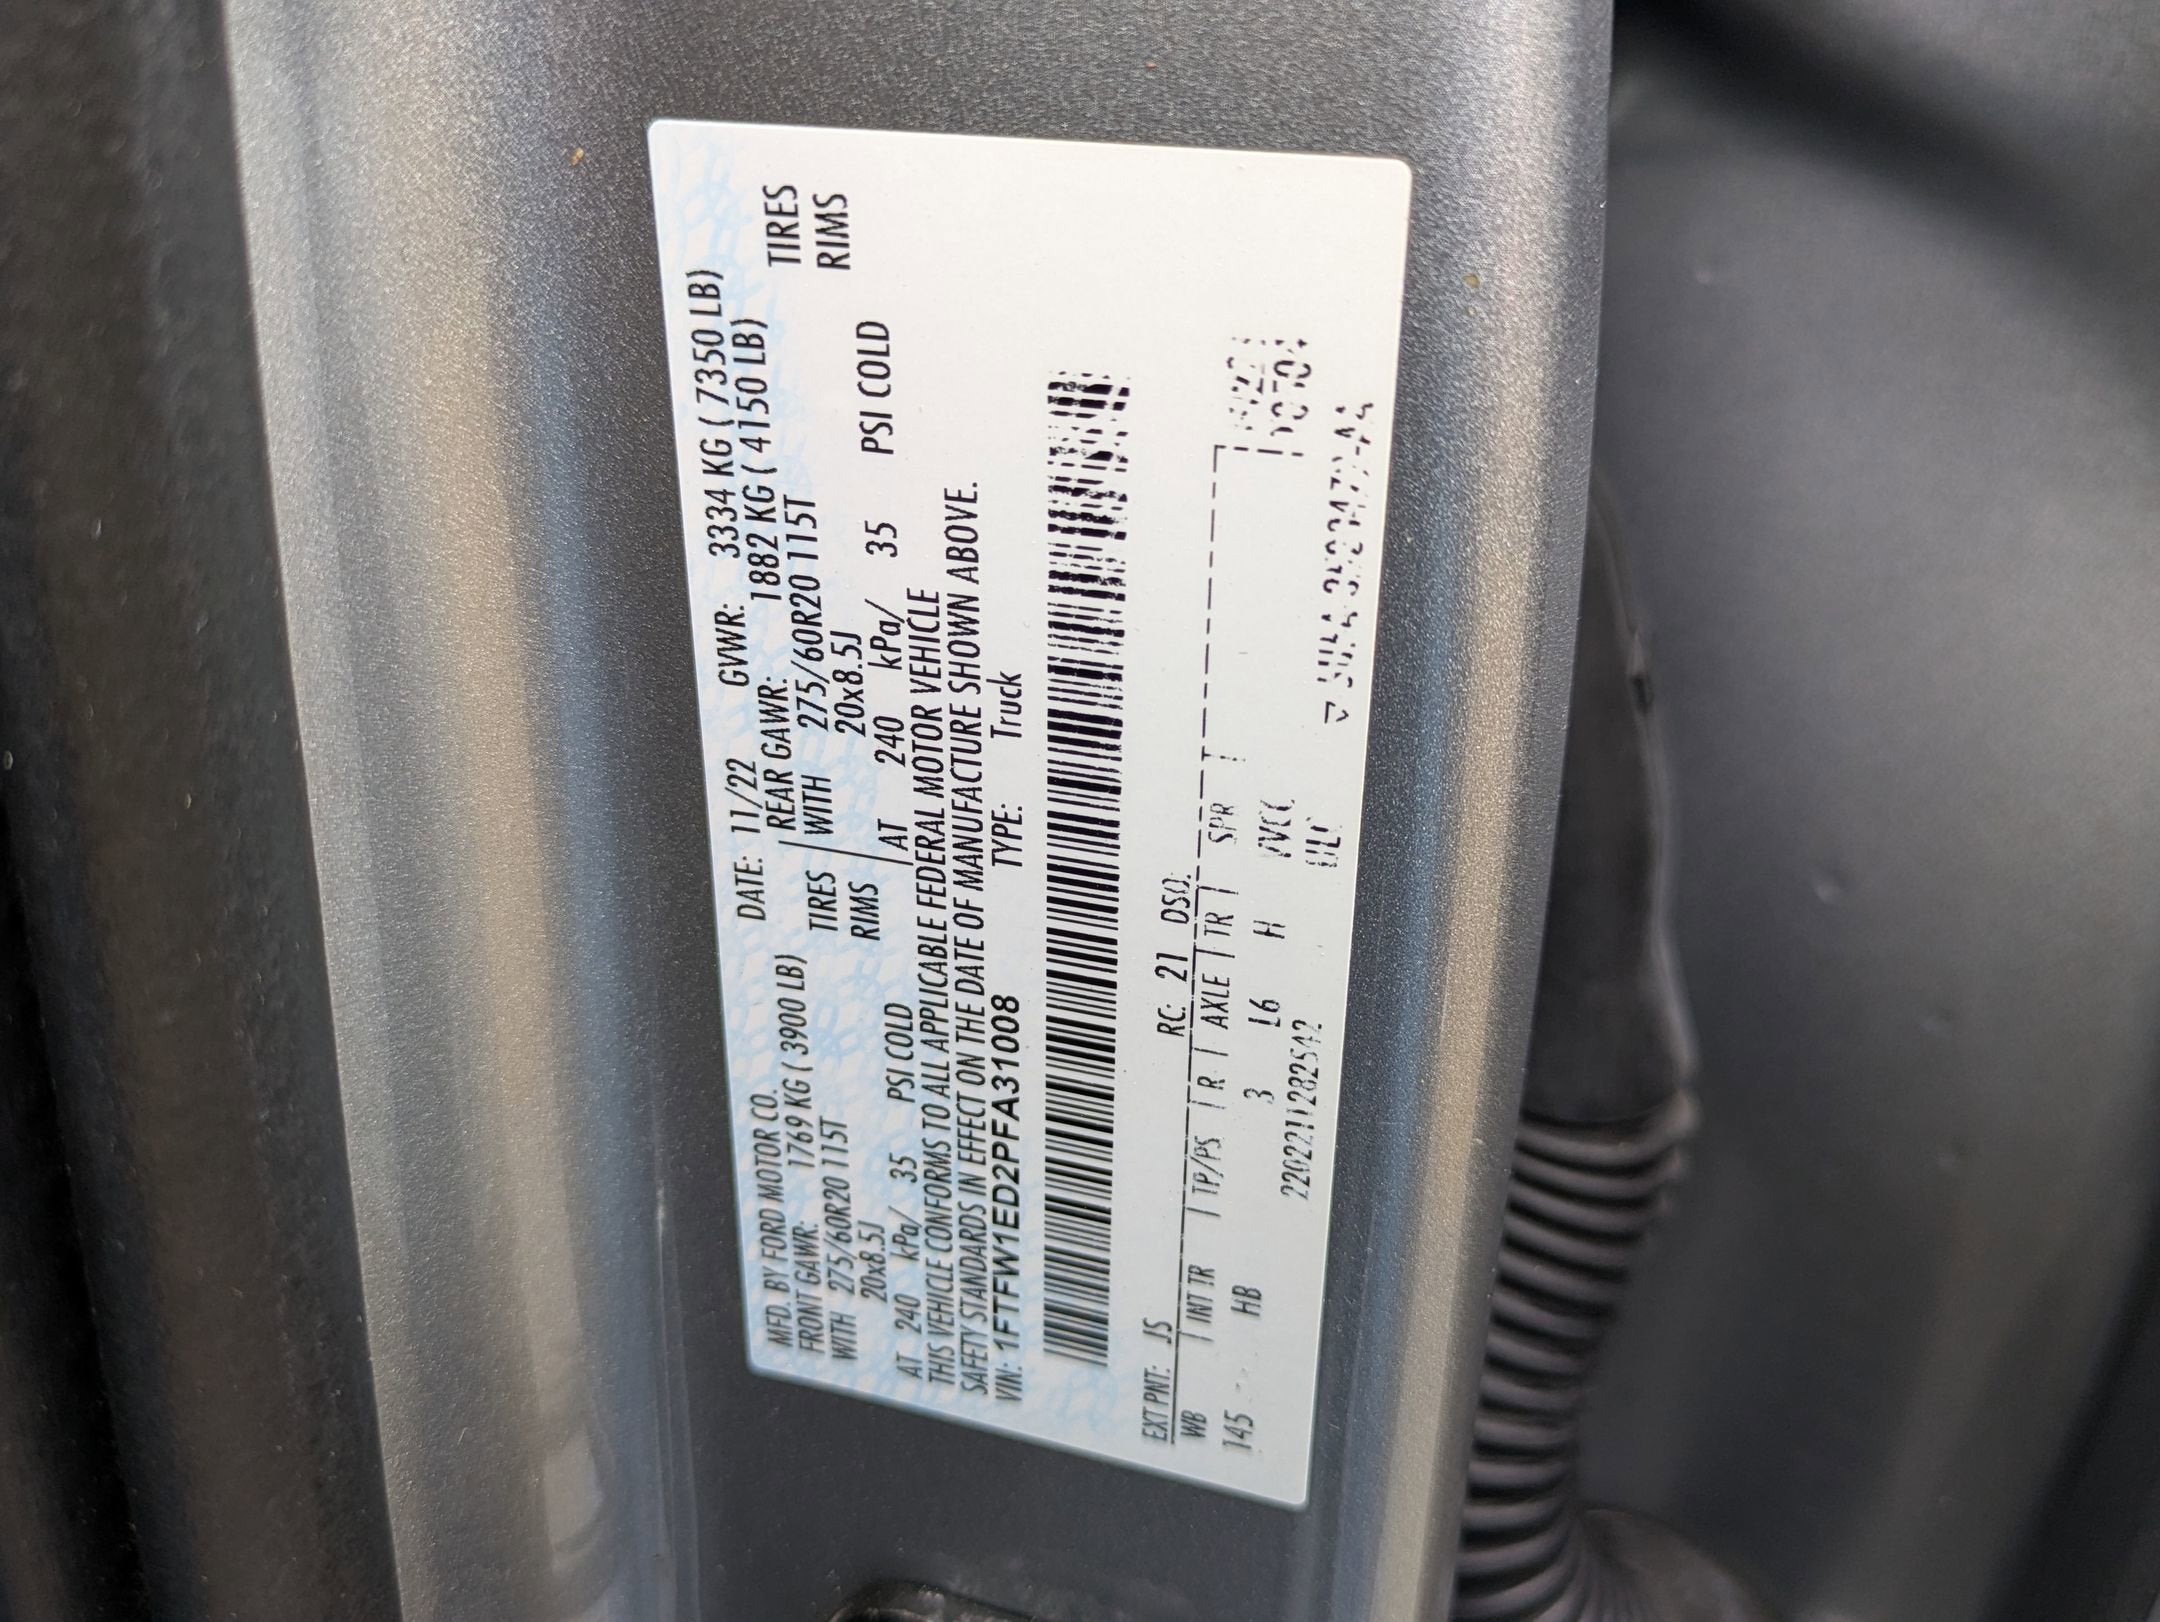 MFD. BY FORD MOTOR CO. DATE: 11/22 GVWR: 3334 KG ( 7350 LB)
FRONT GAWR: 1769 KG ( 3900 LB) REAR GAWR: 1882 KG ( 4150 LB)
WITH 275/60R20 115T TIRES WITH 275/60R20 115T TIRES
20x8.5J RIMS 20x8.5J RIMS
AT 240 kPa/ 35 PSI COLD AT 240 kPa/ 35 PSI COLD
THIS VEHICLE CONFORMS TO ALL APPLICABLE FEDERAL MOTOR VEHICLE
SAFETY STANDARDS IN EFFECT ON THE DATE OF MANUFACTURE SHOWN ABOVE.
VIN: 1FTFW1ED2PFA31008 TYPE: Truck
EXT PNT: JS RC: 21 DSO:
WB | INT TR | TP/PS | R | AXLE | TR | SPR
145 HB 3 L6 H
2202211282542